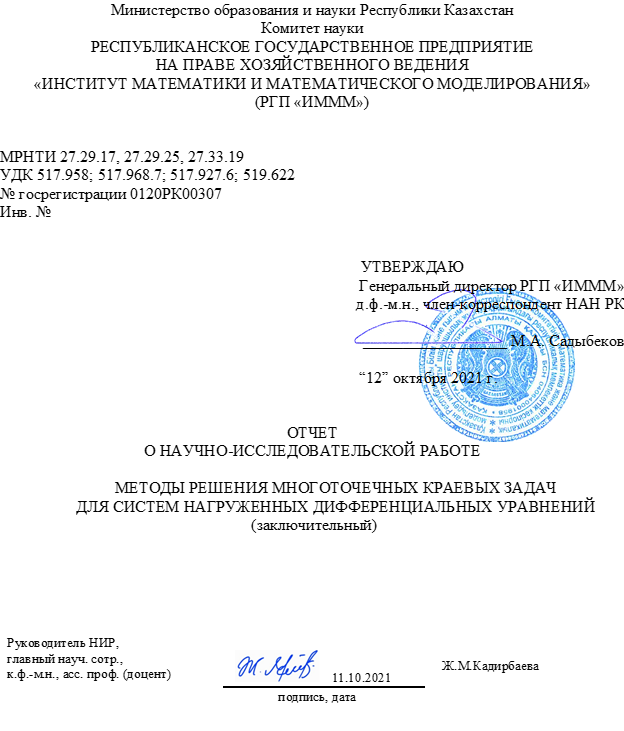 Министерство образования и науки Республики Казахстан
Комитет науки
РЕСПУБЛИКАНСКОЕ ГОСУДАРСТВЕННОЕ ПРЕДПРИЯТИЕ
НА ПРАВЕ ХОЗЯЙСТВЕННОГО ВЕДЕНИЯ
«ИНСТИТУТ МАТЕМАТИКИ И МАТЕМАТИЧЕСКОГО МОДЕЛИРОВАНИЯ»
(РГП «ИМММ»)
МРНТИ 27.29.17, 27.29.25, 27.33.19
УДК 517.958; 517.968.7; 517.927.6; 519.622
№ госрегистрации 0120РК00307
Инв. №
УТВЕРЖДАЮ
Генеральный директор РГП «ИМММ»
д.ф.-м.н., член-корреспондент НАН РК
М.А. Садыбеков
“12” октября 2021 г.
ОТЧЕТ
О НАУЧНО-ИССЛЕДОВАТЕЛЬСКОЙ РАБОТЕ
МЕТОДЫ РЕШЕНИЯ МНОГОТОЧЕЧНЫХ КРАЕВЫХ ЗАДАЧ
ДЛЯ СИСТЕМ НАГРУЖЕННЫХ ДИФФЕРЕНЦИАЛЬНЫХ УРАВНЕНИЙ
(заключительный)
Руководитель НИР,
главный науч. сотр.,
к.ф.-м.н., асс. проф. (доцент)
11.10.2021
Ж.М.Кадирбаева
подпись, дата